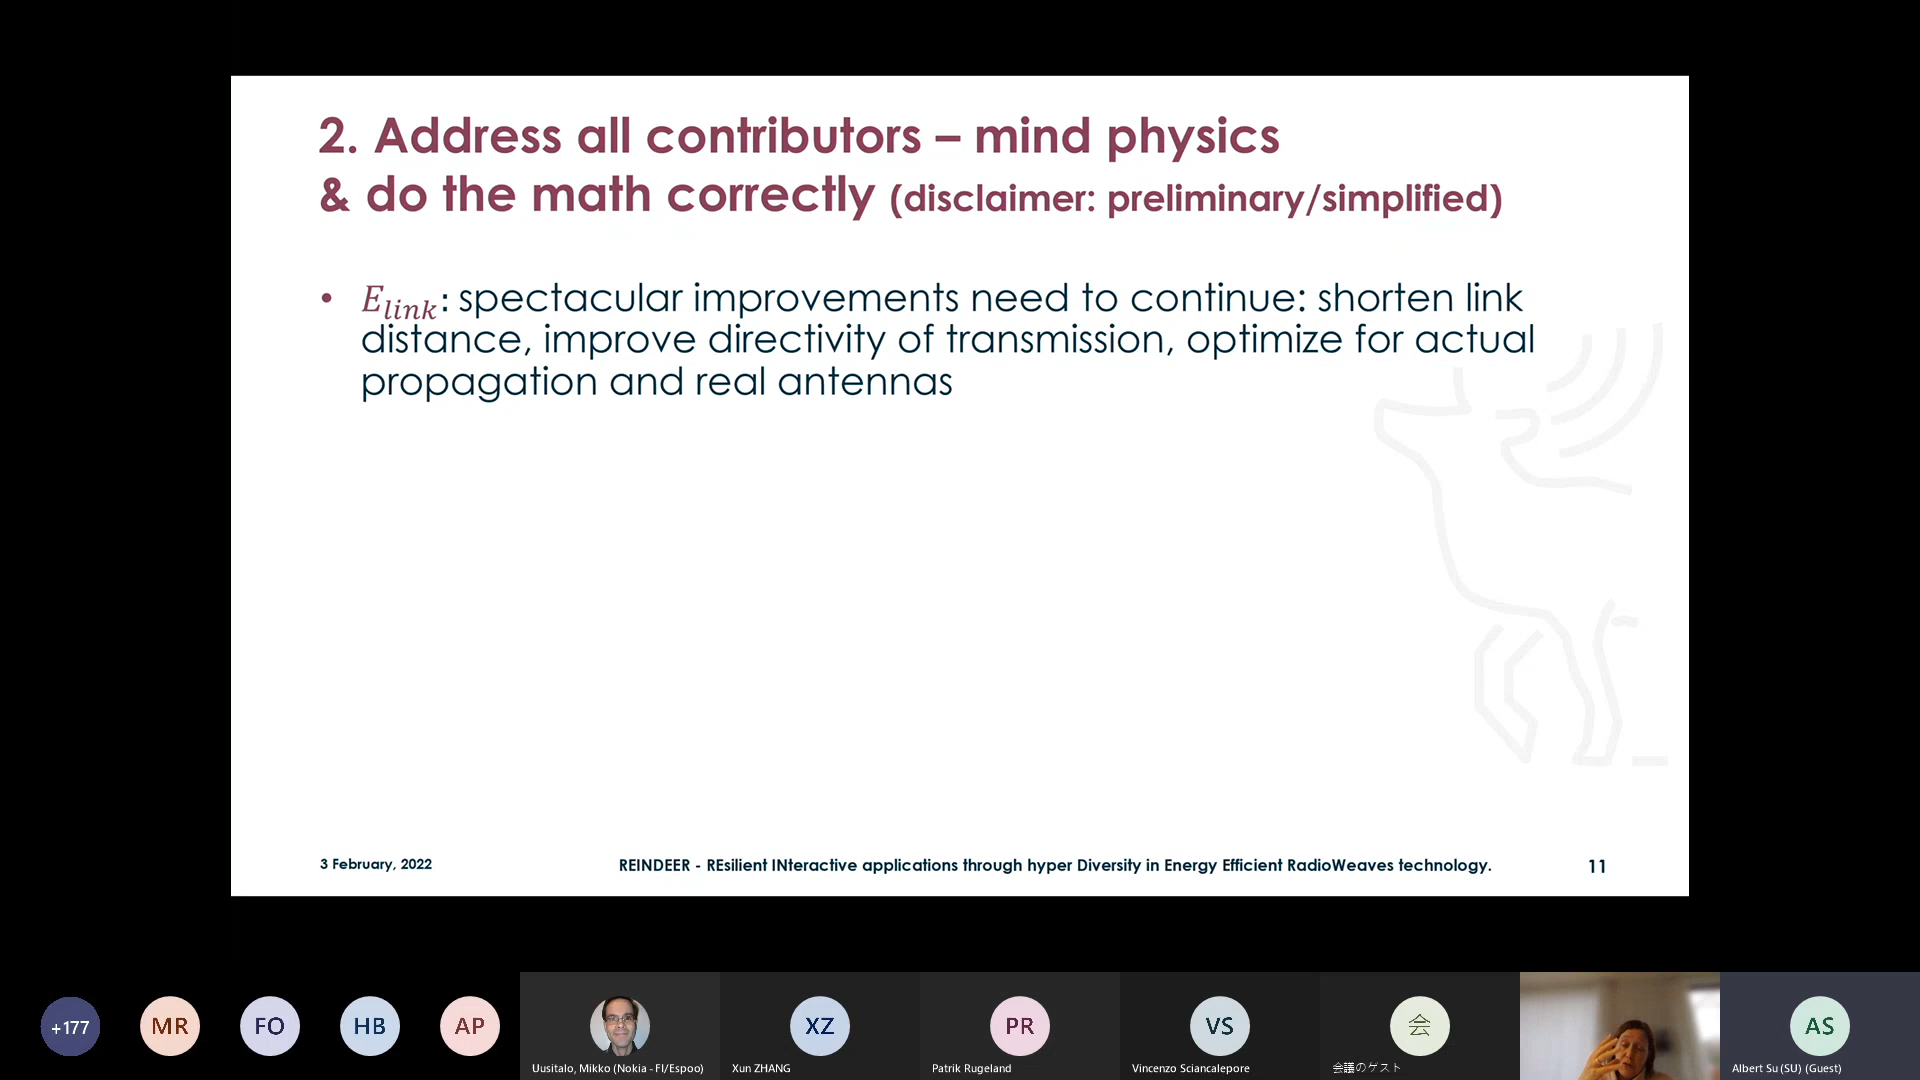 2. Address all contributors – mind physics
& do the math correctly (disclaimer: preliminary/simplified)
• E_link: spectacular improvements need to continue: shorten link
distance, improve directivity of transmission, optimize for actual
propagation and real antennas
3 February, 2022
REINDEER - REsilient INteractive applications through hyper Diversity in Energy Efficient RadioWeaves technology.
11
+177
MR
FO
HB
AP
Uusitalo, Mikko (Nokia - FI/Espoo)
XZ
Xun ZHANG
PR
Patrik Rugeland
VS
Vincenzo Sciancalepore
会
会議のゲスト
AS
Albert Su (SU) (Guest)